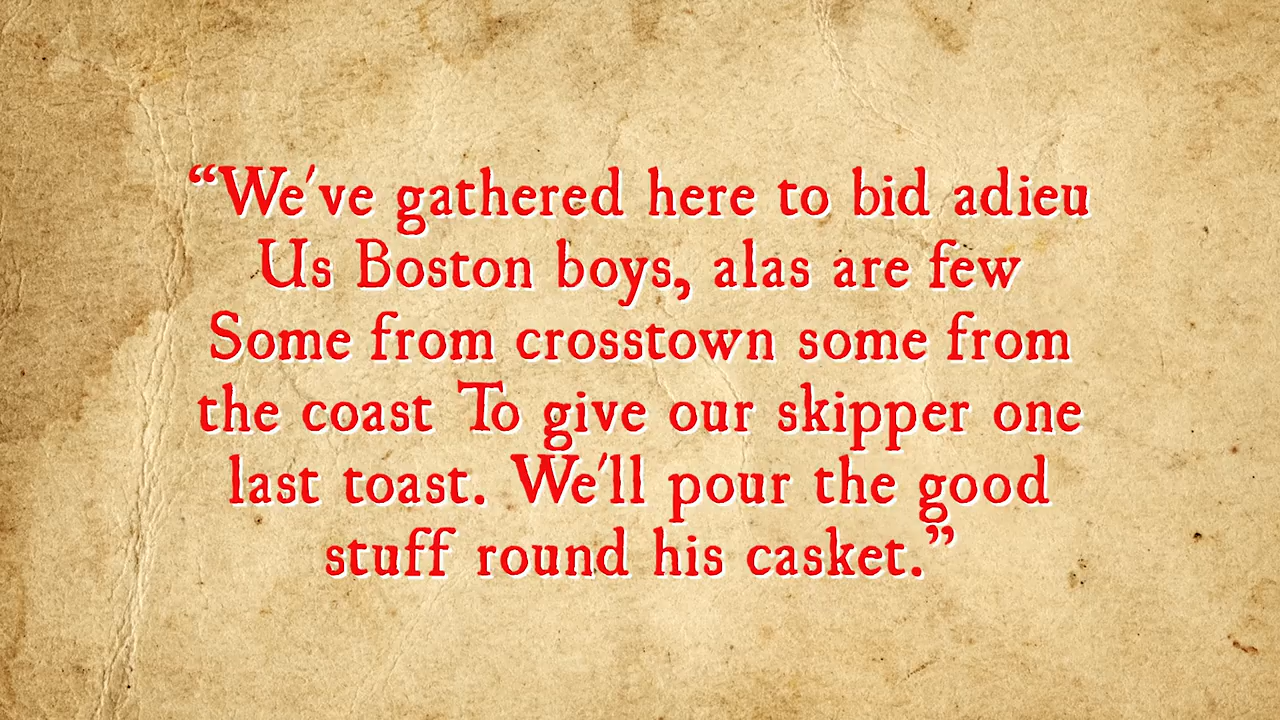 “We've gathered here to bid adieu
Us Boston boys, alas are few
Some from crosstown some from
the coast To give our skipper one
last toast. We'll pour the good
stuff round his casket.”